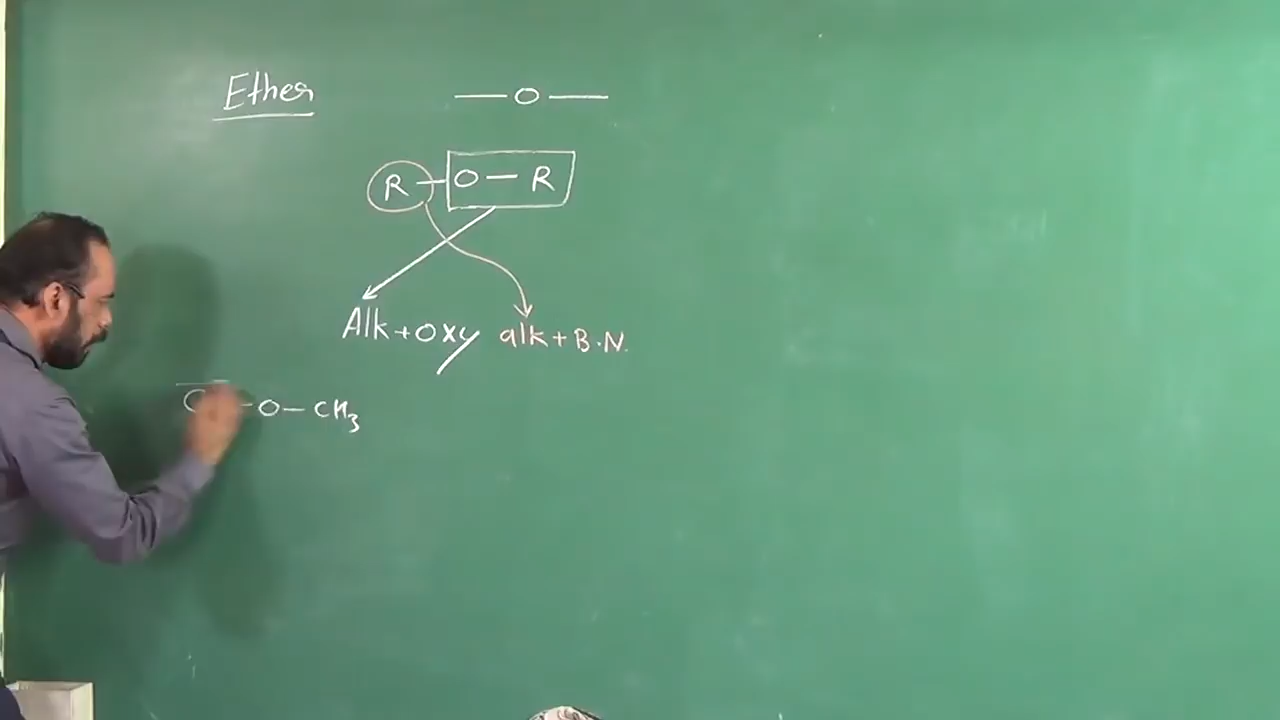 Ether — O —
R — O — R
Alk + Oxy alk + B.N.
— O — CH3